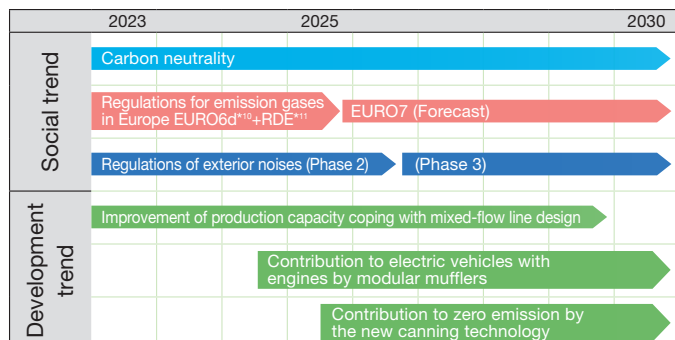 2023 2025 2030
Social trend
Carbon neutrality
Regulations for emission gases
in Europe EURO6d*10+RDE*11
EURO7 (Forecast)
Regulations of exterior noises (Phase 2)
(Phase 3)
Development
trend
Improvement of production capacity coping with mixed-flow line design
Contribution to electric vehicles with
engines by modular mufflers
Contribution to zero emission by
the new canning technology